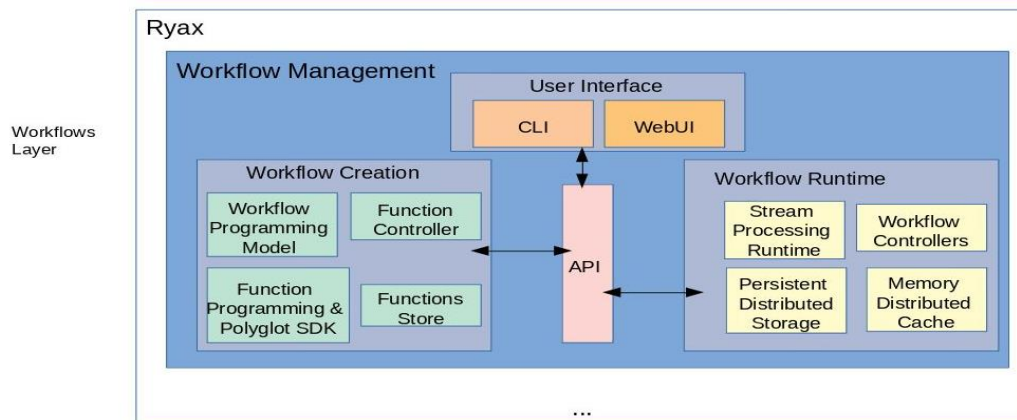 Ryax
Workflow Management
User Interface
CLI
WebUI
Workflows
Layer
Workflow Creation
Workflow
Programming
Model
Function
Controller
Function
Programming &
Polyglot SDK
Functions
Store
API
Workflow Runtime
Stream
Processing
Runtime
Workflow
Controllers
Persistent
Distributed
Storage
Memory
Distributed
Cache
...